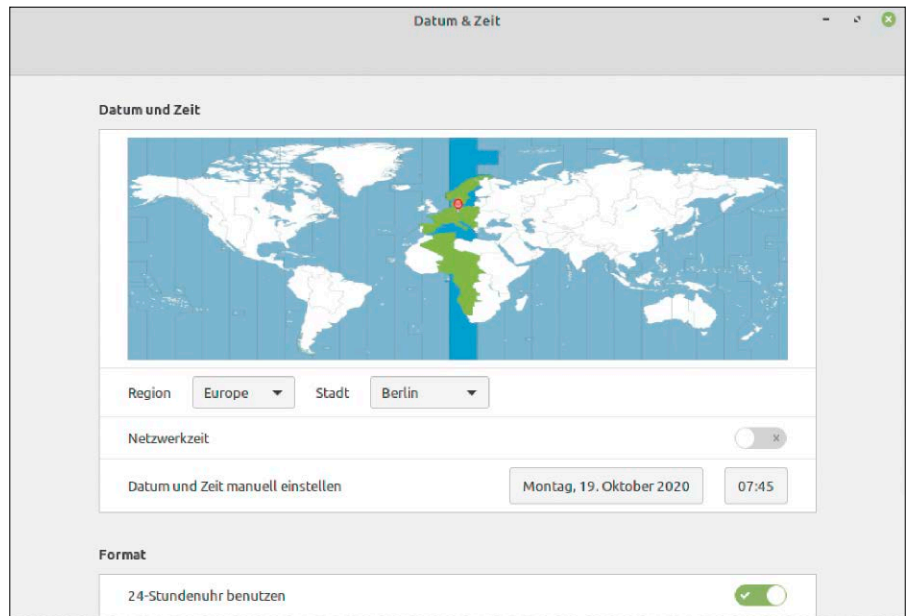 Datum & Zeit
Datum und Zeit
Region Europe Stadt Berlin
Netzwerkzeit
Datum und Zeit manuell einstellen Montag, 19. Oktober 2020 07:45
Format
24-Stundenuhr benutzen